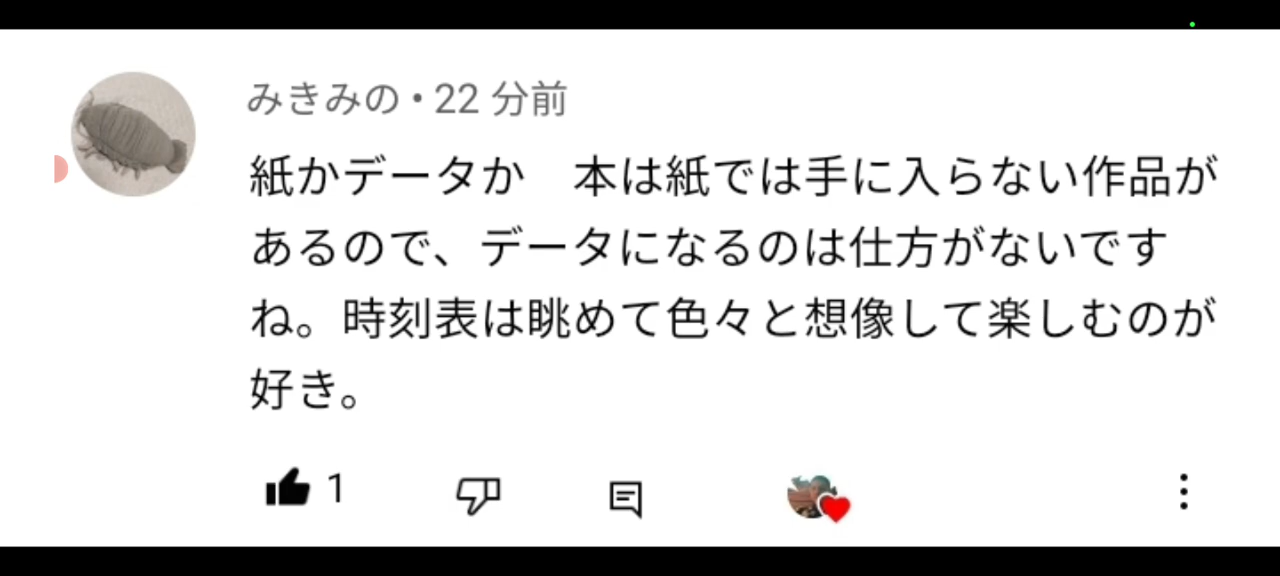 みきみの • 22 分前
紙かデータか　本は紙では手に入らない作品が
あるので、データになるのは仕方がないです
ね。時刻表は眺めて色々と想像して楽しむのが
好き。
1